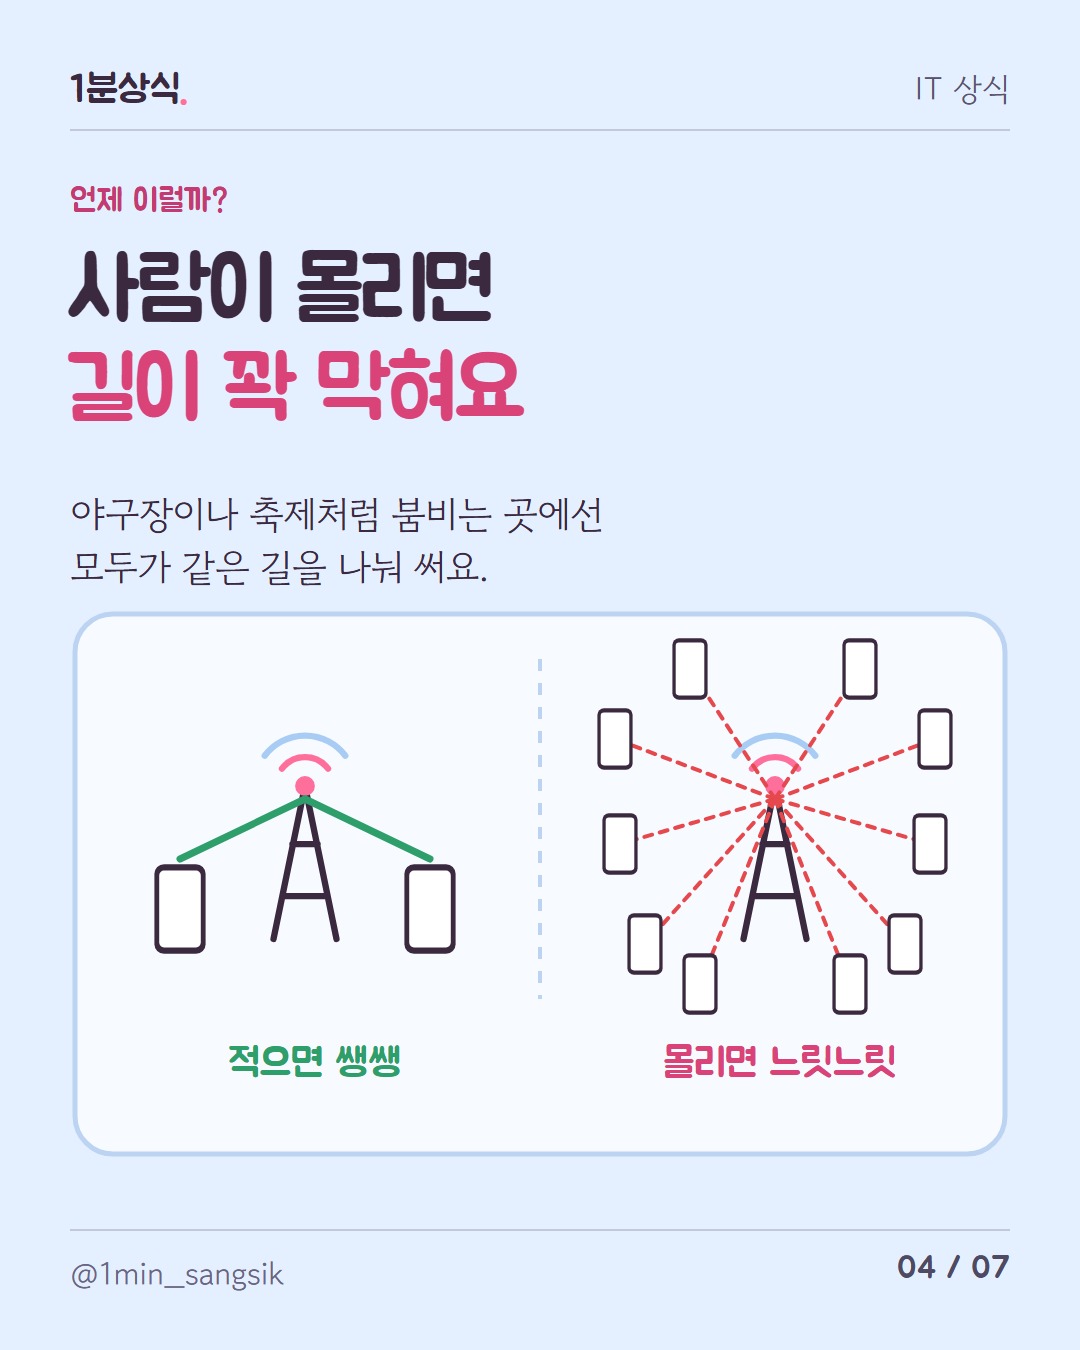 1분상식.
IT 상식
언제 이럴까?
사람이 몰리면
길이 꽉 막혀요
야구장이나 축제처럼 붐비는 곳에선
모두가 같은 길을 나눠 써요.
적으면 쌩쌩
몰리면 느릿느릿
@1min_sangsik
04 / 07